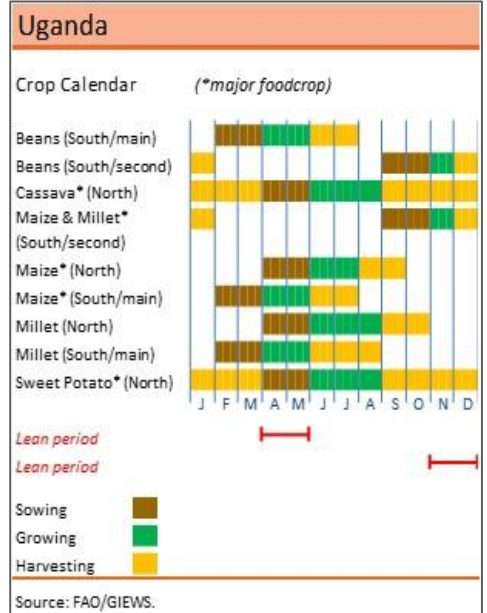 Uganda
Crop Calendar (*major foodcrop)
Beans (South/main)
Beans (South/second)
Cassava* (North)
Maize & Millet*
(South/second)
Maize* (North)
Maize* (South/main)
Millet (North)
Millet (South/main)
Sweet Potato* (North)
J F M A M J J A S O N D
Lean period
Lean period
Sowing
Growing
Harvesting
Source: FAO/GIEWS.